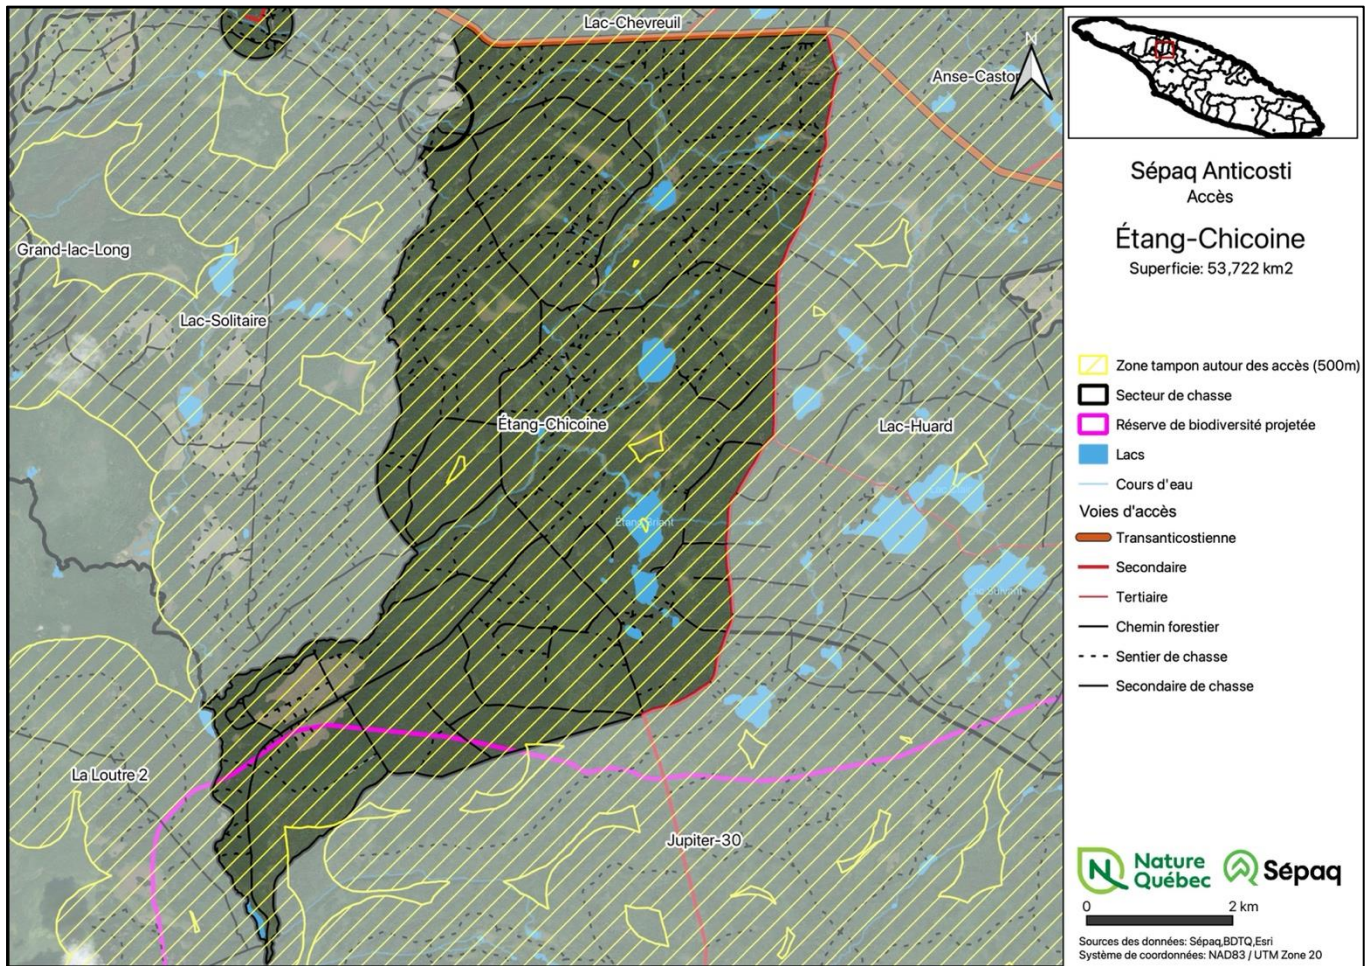 Lac-Chevreuil
Anse-Castor
N
Grand-lac-Long
Lac-Solitaire
Étang-Chicoine
Lac-Huard
La Loutre 2
Jupiter-30
Sépaq Anticosti
Accès
Étang-Chicoine
Superficie: 53,722 km2
Zone tampon autour des accès (500m)
Secteur de chasse
Réserve de biodiversité projetée
Lacs
Cours d'eau
Voies d'accès
Transanticostienne
Secondaire
Tertiaire
Chemin forestier
Sentier de chasse
Secondaire de chasse
Nature
Québec
Sépaq
0 2 km
Sources des données: Sépaq,BDTQ,Esri
Système de coordonnées: NAD83 / UTM Zone 20